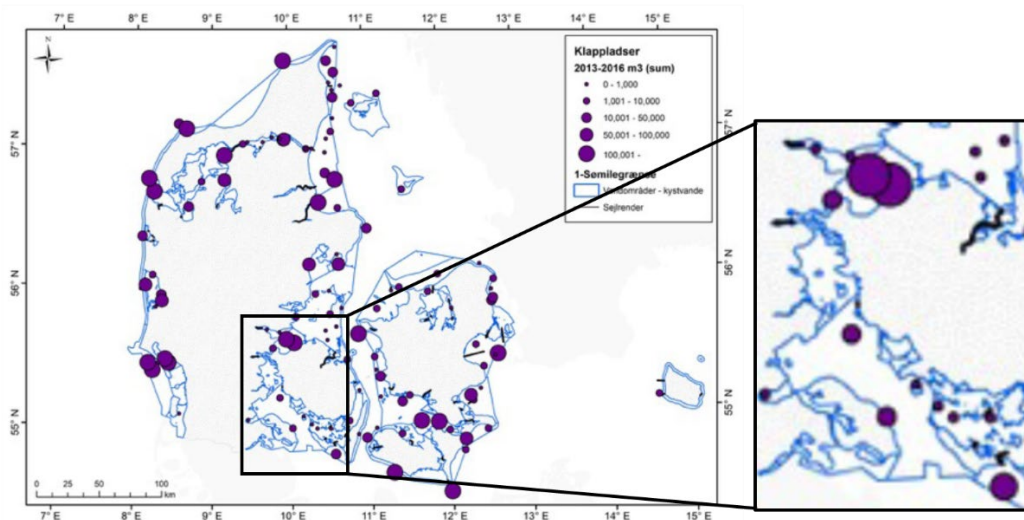 7° E 8° E 9° E 10° E 11° E 12° E 13° E 14° E 15° E
N
Klappladser
2013-2016 m3 (sum)
0 - 1,000
1,001 - 10,000
10,001 - 50,000
50,001 - 100,000
100,001 -
1-Sømilegrænse
Vandområder - kystvande
Sejlrender
57° N 57° N
56° N 56° N
55° N 55° N
0 25 50 100
km
7° E 8° E 9° E 10° E 11° E 12° E 13° E 14° E 15° E